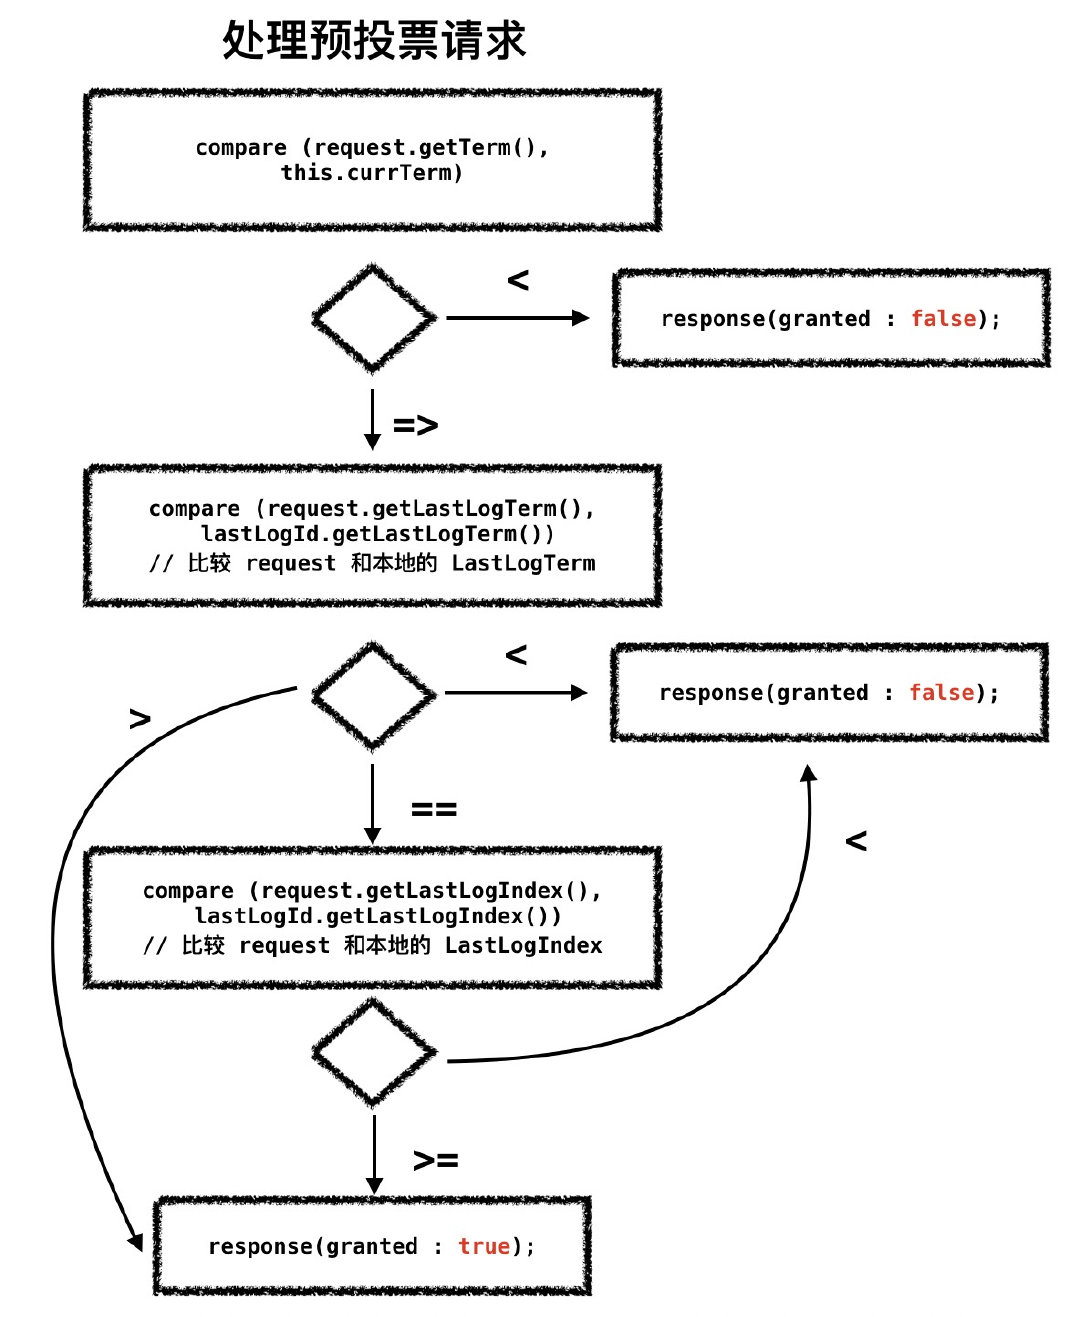 处理预投票请求
compare (request.getTerm(),
this.currTerm)
<
response(granted : false);
=>
compare (request.getLastLogTerm(),
lastLogId.getLastLogTerm())
// 比较 request 和本地的 LastLogTerm
<
response(granted : false);
>
==
<
compare (request.getLastLogIndex(),
lastLogId.getLastLogIndex())
// 比较 request 和本地的 LastLogIndex
>=
response(granted : true);